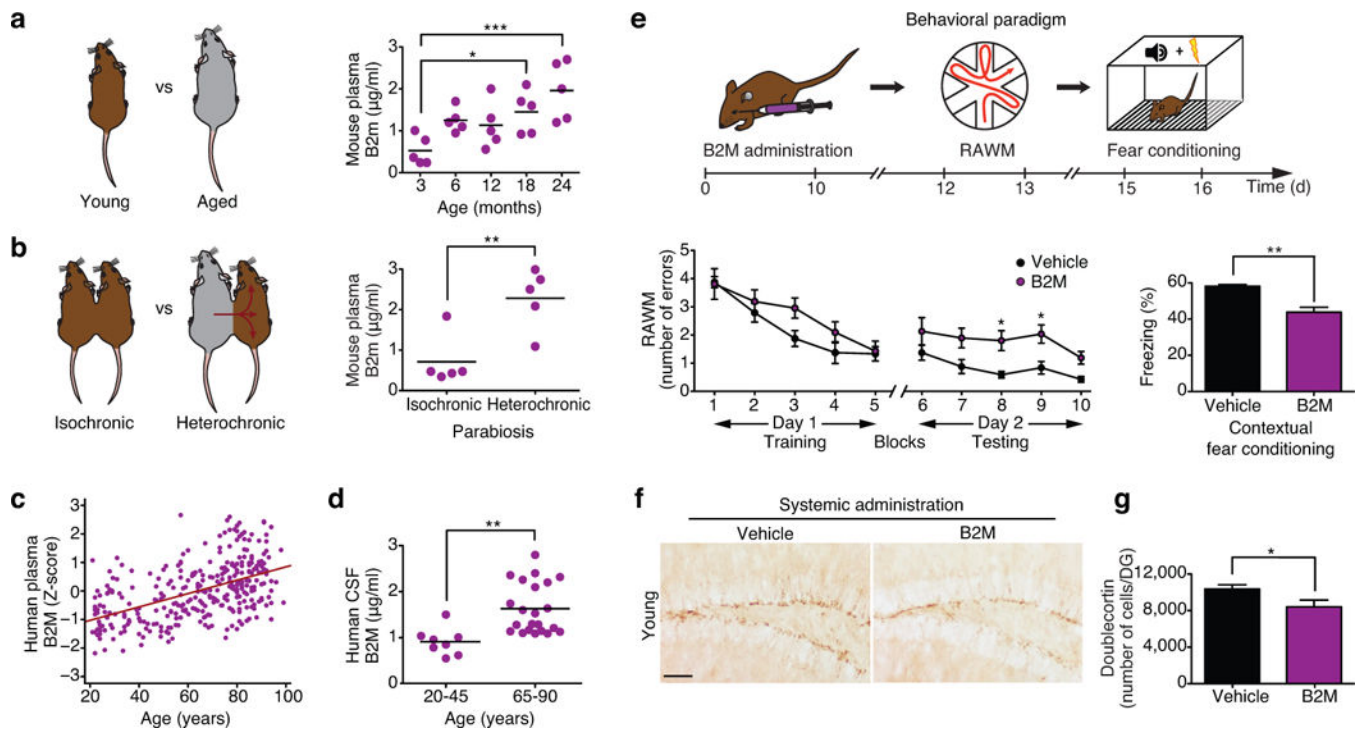 a
Young
vs
Aged
***
*
3
2
1
0
Mouse plasma
B2m (µg/ml)
3 6 12 18 24
Age (months)
b
Isochronic
vs
Heterochronic
**
3
2
1
0
Mouse plasma
B2m (µg/ml)
Isochronic Heterochronic
Parabiosis
c
3
2
1
0
–1
–2
–3
Human plasma
B2M (Z-score)
20 40 60 80 100
Age (years)
d
**
3
2
1
0
Human CSF
B2M (µg/ml)
20-45 65-90
Age (years)
e
Behavioral paradigm
+
B2M administration
RAWM
Fear conditioning
0 10 12 13 15 16 Time (d)
5
4
3
2
1
0
RAWM
(number of errors)
Vehicle
B2M
* *
1 2 3 4 5 6 7 8 9 10
Day 1 Day 2
Training Blocks Testing
**
60
40
20
0
Freezing (%)
Vehicle B2M
Contextual
fear conditioning
f
Systemic administration
Vehicle B2M
Young
g
*
12,000
8,000
4,000
0
Doublecortin
(number of cells/DG)
Vehicle B2M